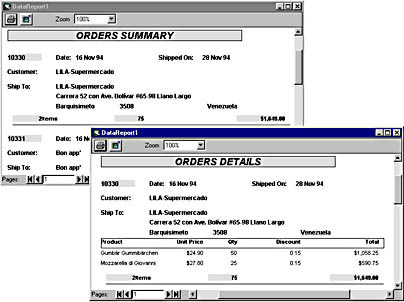 DataReport1
Zoom 100%
ORDERS SUMMARY
10330 Date: 16 Nov 94 Shipped On: 28 Nov 94
Customer: LILA-Supermercado
Ship To: LILA-Supermercado
Carrera 52 con Ave. Bolívar #65-98 Llano Largo
Barquisimeto 3508 Venezuela
2items 75 $1,649.00
10331 Date: 16 Nov
Customer: Bon app'
Ship To: Bon app'
Pages: 1
DataReport1
Zoom 100%
ORDERS DETAILS
10330 Date: 16 Nov 94 Shipped On: 28 Nov 94
Customer: LILA-Supermercado
Ship To: LILA-Supermercado
Carrera 52 con Ave. Bolívar #65-98 Llano Largo
Barquisimeto 3508 Venezuela
Product Unit Price Qty Discount Total
Gumbär Gummibärchen $24.90 50 0.15 $1,058.25
Mozzarella di Giovanni $27.80 25 0.15 $590.75
2items 75 $1,649.00
Pages: 1